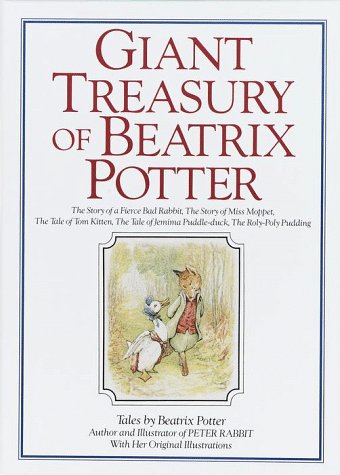 GIANT
TREASURY
OF BEATRIX
POTTER
The Story of a Fierce Bad Rabbit, The Story of Miss Moppet,
The Tale of Tom Kitten, The Tale of Jemima Puddle-duck, The Roly-Poly Pudding
Tales by Beatrix Potter
Author and Illustrator of PETER RABBIT
With Her Original Illustrations